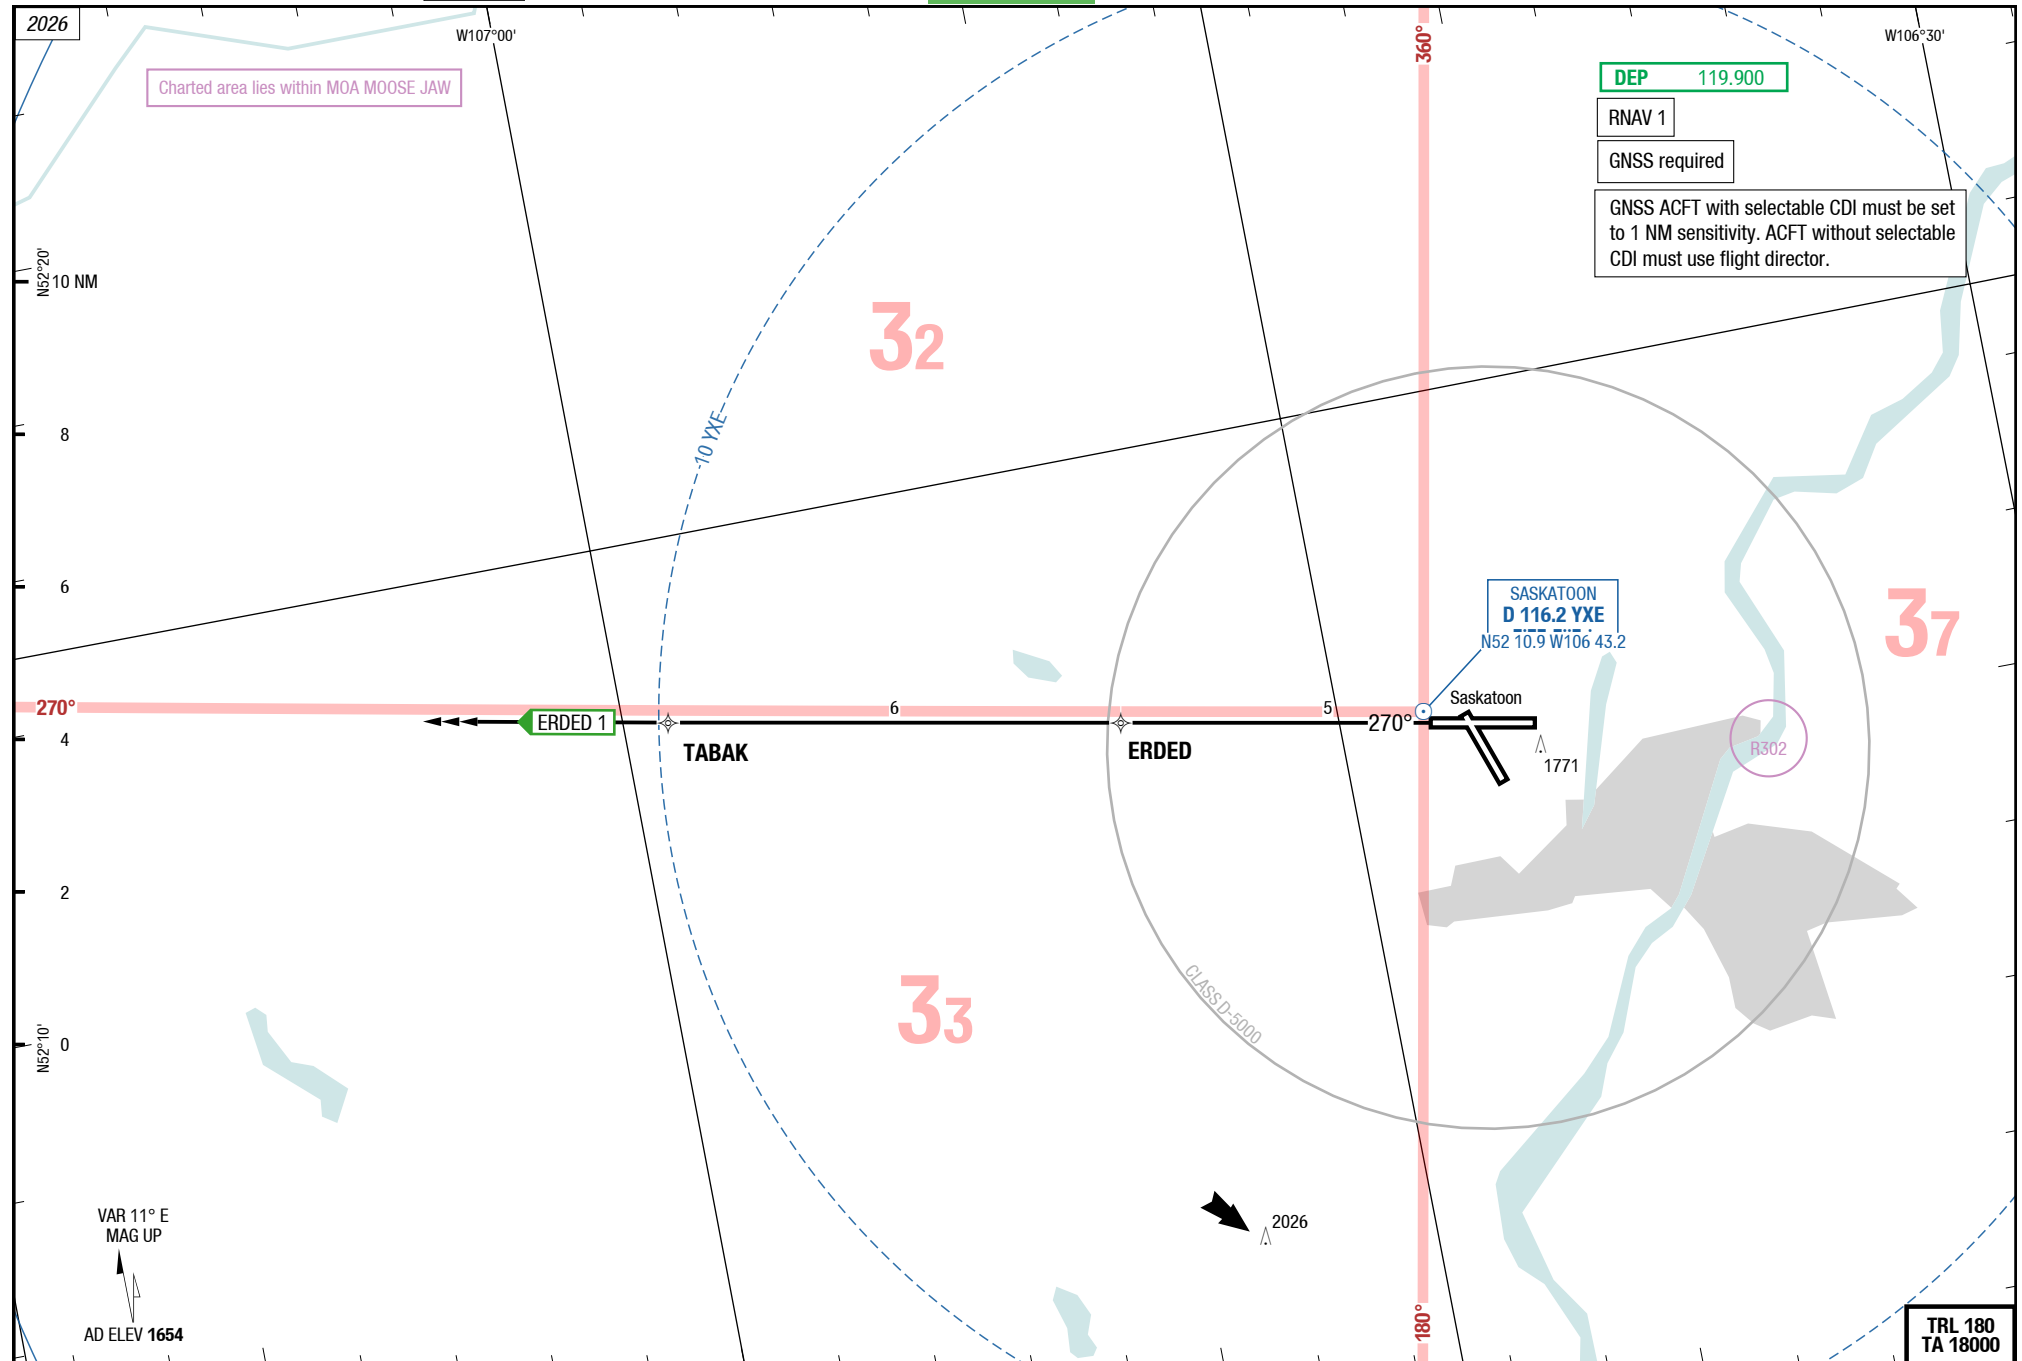 2026
W107°00'
360°
W106°30'
Charted area lies within MOA MOOSE JAW
DEP 119.900
RNAV 1
GNSS required
GNSS ACFT with selectable CDI must be set
to 1 NM sensitivity. ACFT without selectable
CDI must use flight director.
N52°20'
10 NM
32
10 YXE
8
6
SASKATOON
D 116.2 YXE
N52 10.9 W106 43.2
37
270°
ERDED 1
6
5
270°
Saskatoon
4
TABAK
ERDED
1771
R302
2
CLASS D-5000
33
N52°10'
0
VAR 11° E
MAG UP
AD ELEV 1654
2026
180°
TRL 180
TA 18000